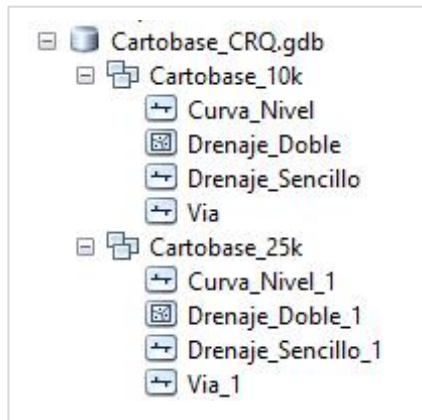 Cartobase_CRQ.gdb
Cartobase_10k
Curva_Nivel
Drenaje_Doble
Drenaje_Sencillo
Via
Cartobase_25k
Curva_Nivel_1
Drenaje_Doble_1
Drenaje_Sencillo_1
Via_1